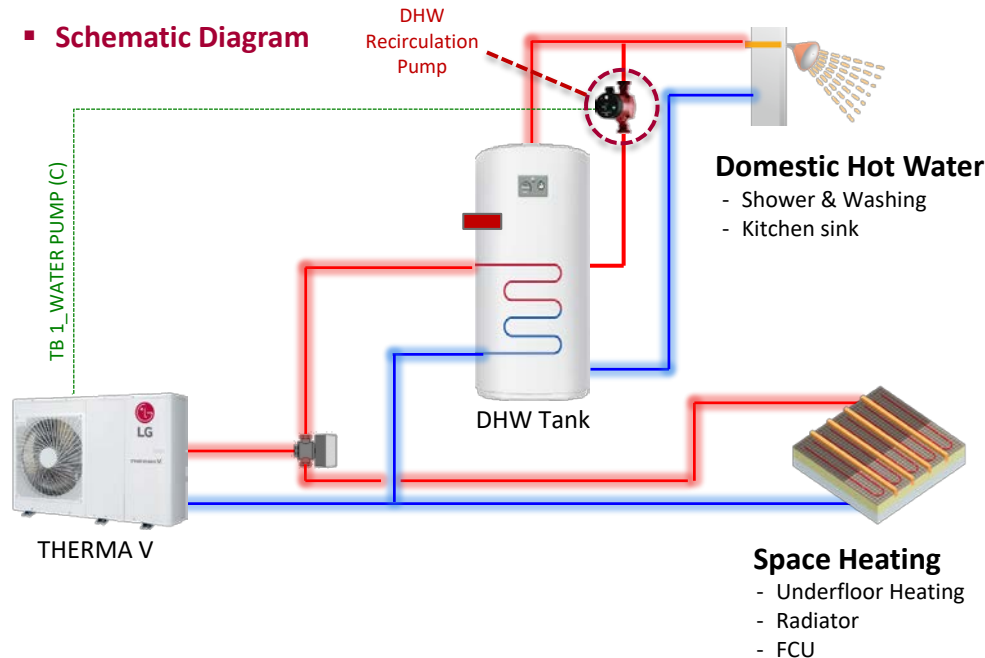 ▪ Schematic Diagram
DHW
Recirculation
Pump
TB 1_WATER PUMP (C)
Domestic Hot Water
- Shower & Washing
- Kitchen sink
DHW Tank
LG
THERMA V
THERMA V
Space Heating
- Underfloor Heating
- Radiator
- FCU